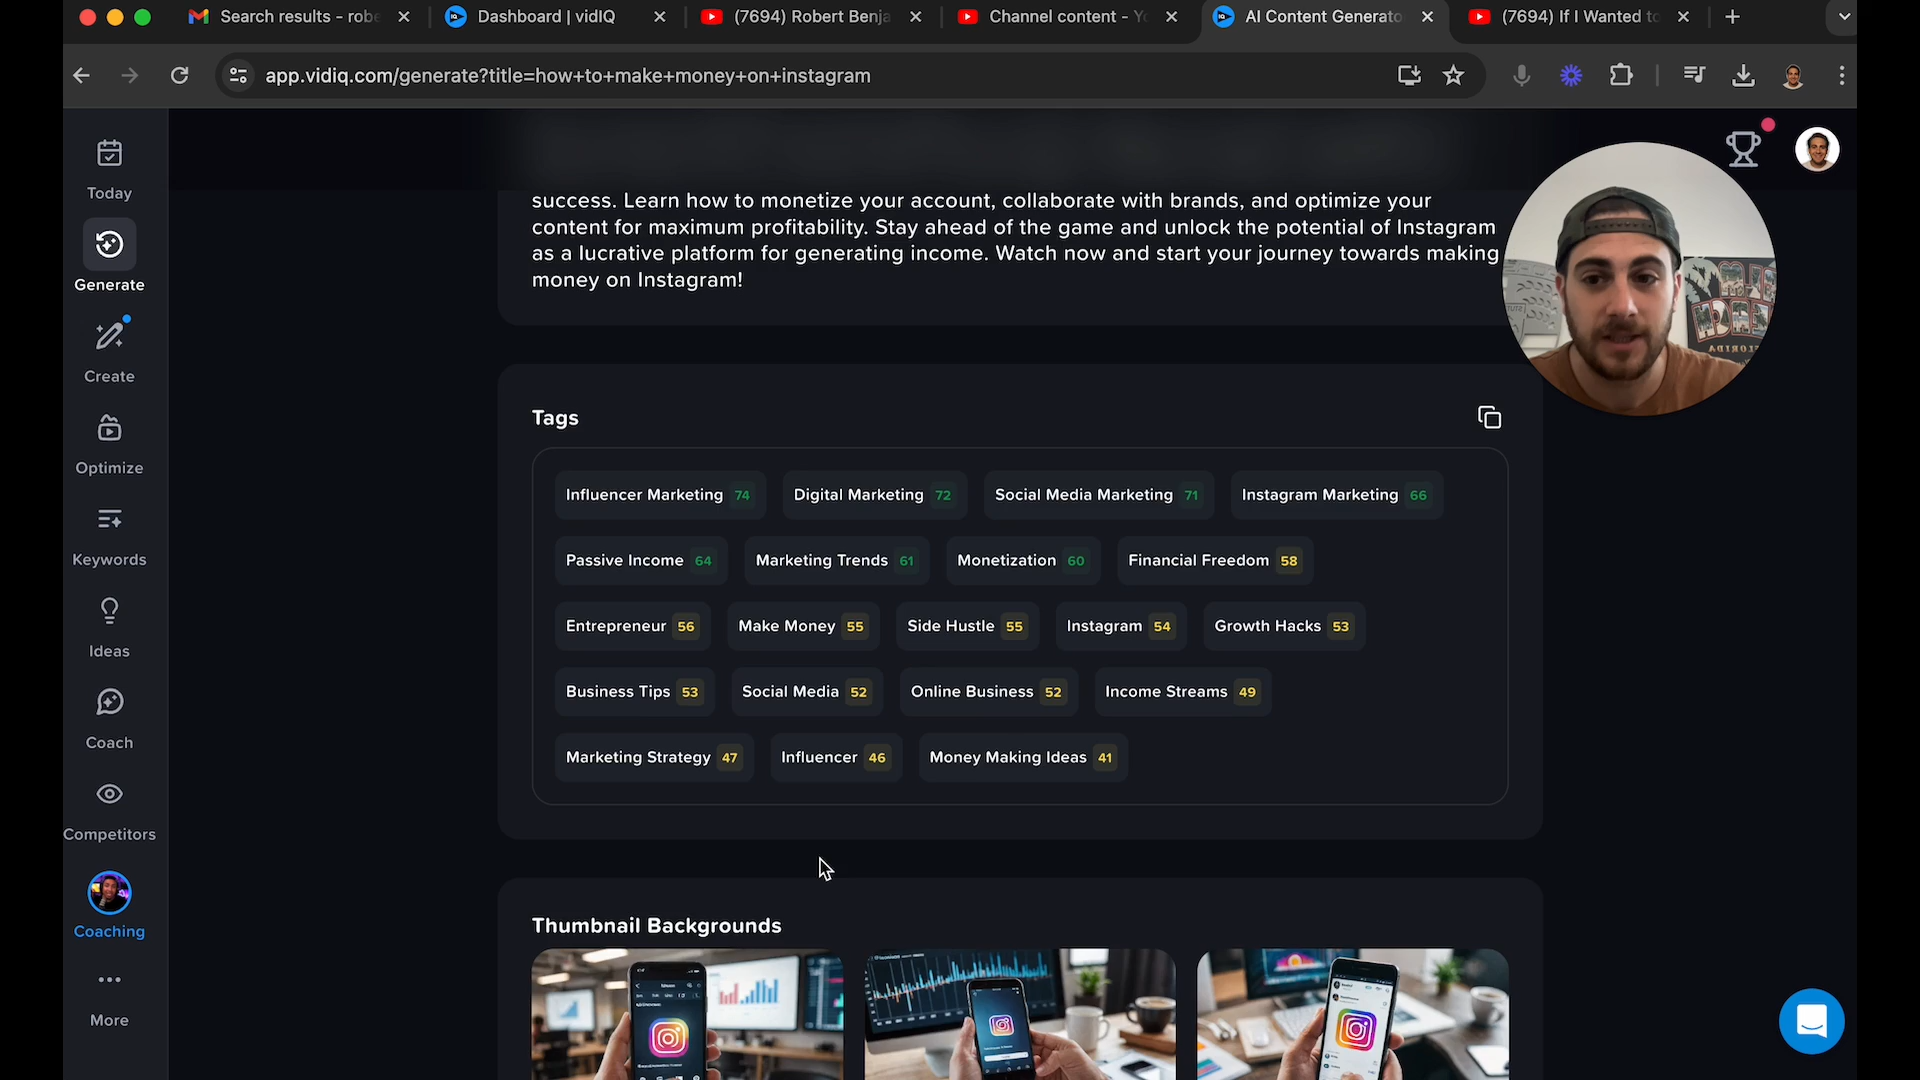 Search results - robe
Dashboard | vidIQ
(7694) Robert Benja
Channel content - Yo
AI Content Generato
(7694) If I Wanted to
app.vidiq.com/generate?title=how+to+make+money+on+instagram
Today
Generate
Create
Optimize
Keywords
Ideas
Coach
Competitors
Coaching
More
success. Learn how to monetize your account, collaborate with brands, and optimize your
content for maximum profitability. Stay ahead of the game and unlock the potential of Instagram
as a lucrative platform for generating income. Watch now and start your journey towards making
money on Instagram!
Tags
Influencer Marketing 74 Digital Marketing 72 Social Media Marketing 71 Instagram Marketing 66
Passive Income 64 Marketing Trends 61 Monetization 60 Financial Freedom 58
Entrepreneur 56 Make Money 55 Side Hustle 55 Instagram 54 Growth Hacks 53
Business Tips 53 Social Media 52 Online Business 52 Income Streams 49
Marketing Strategy 47 Influencer 46 Money Making Ideas 41
Thumbnail Backgrounds